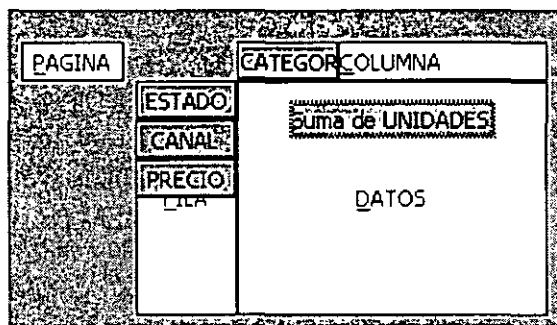 PAGINA
CATEGOR COLUMNA
ESTADO
Suma de UNIDADES
CANAL
PRECIO
FILA
DATOS